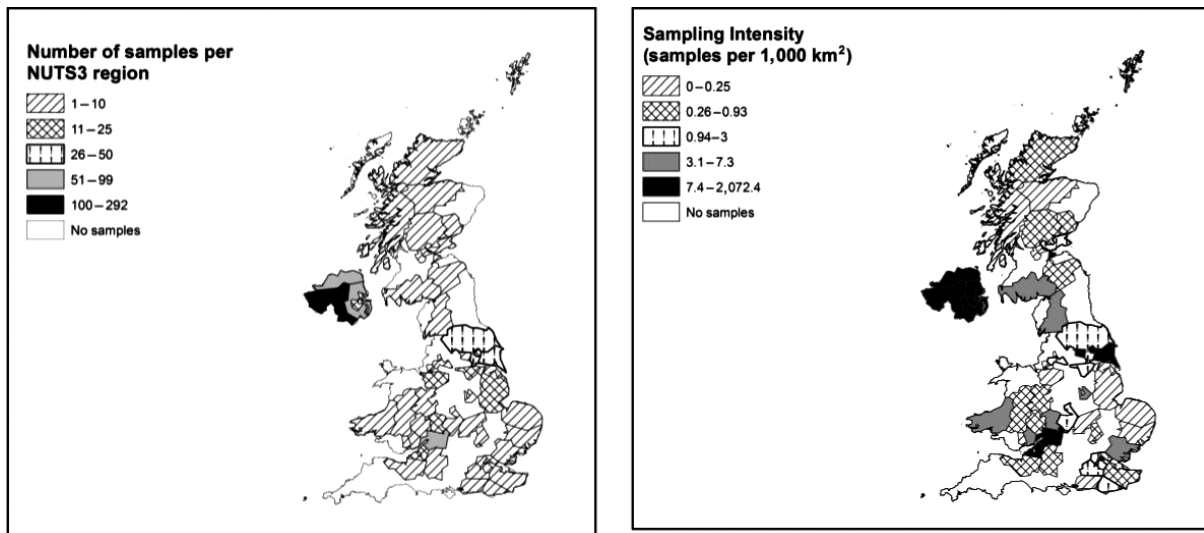 Number of samples per
NUTS3 region
1–10
11–25
26–50
51–99
100–292
No samples
Sampling Intensity
(samples per 1,000 km²)
0–0.25
0.26–0.93
0.94–3
3.1–7.3
7.4–2,072.4
No samples